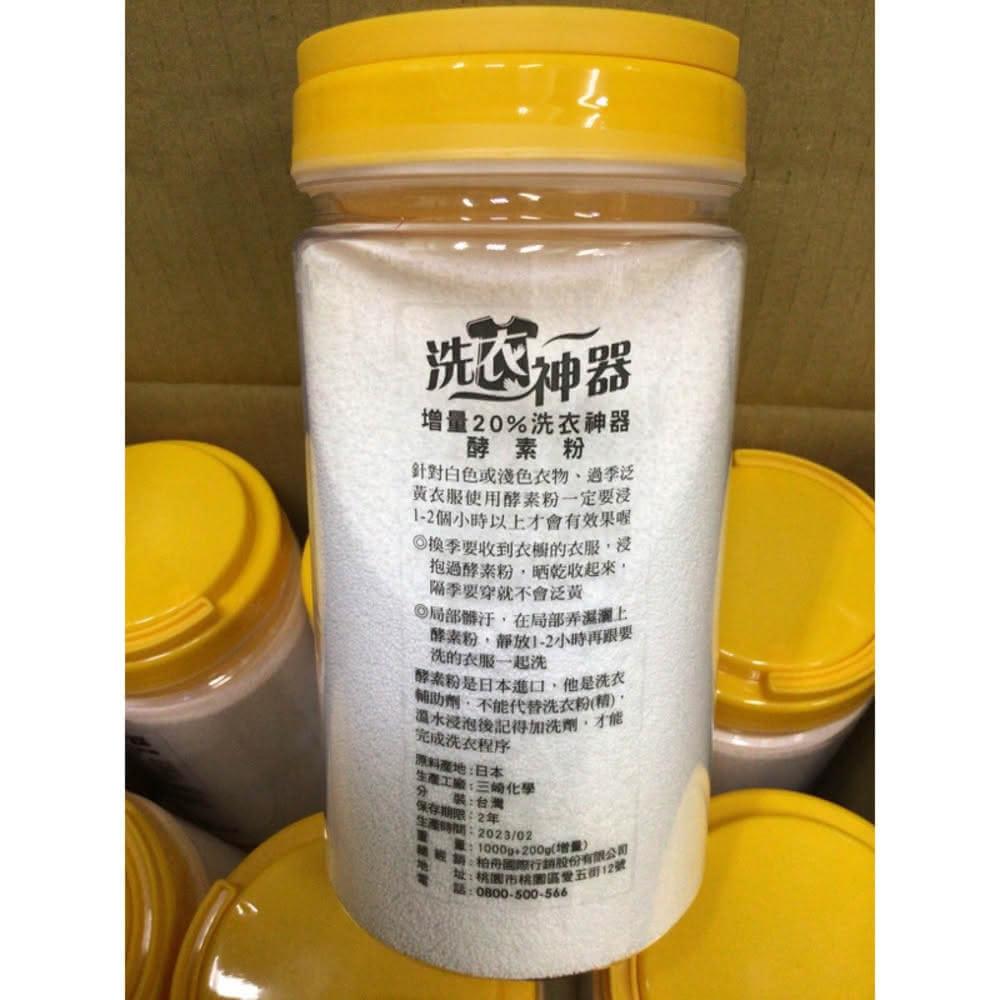 洗衣神器
增量20%洗衣神器
酵素粉
針對白色或淺色衣物、過季泛
黃衣服使用酵素粉一定要浸
1-2個小時以上才會有效果喔
◎換季要收到衣櫥的衣服，浸
抱過酵素粉，晒乾收起來，
隔季要穿就不會泛黃
◎局部髒汙，在局部弄濕灑上
酵素粉，靜放1-2小時再跟要
洗的衣服一起洗
酵素粉是日本進口，他是洗衣
輔助劑，不能代替洗衣粉(精)，
溫水浸泡後記得加洗劑，才能
完成洗衣程序
原料產地：日本
生產工廠：三崎化學
分裝：台灣
保存期限：2年
生產時間：2023/02
重量：1000g+200g(增量)
總經銷：柏舟國際行銷股份有限公司
地址：桃園市桃園區愛五街12號
電話：0800-500-566